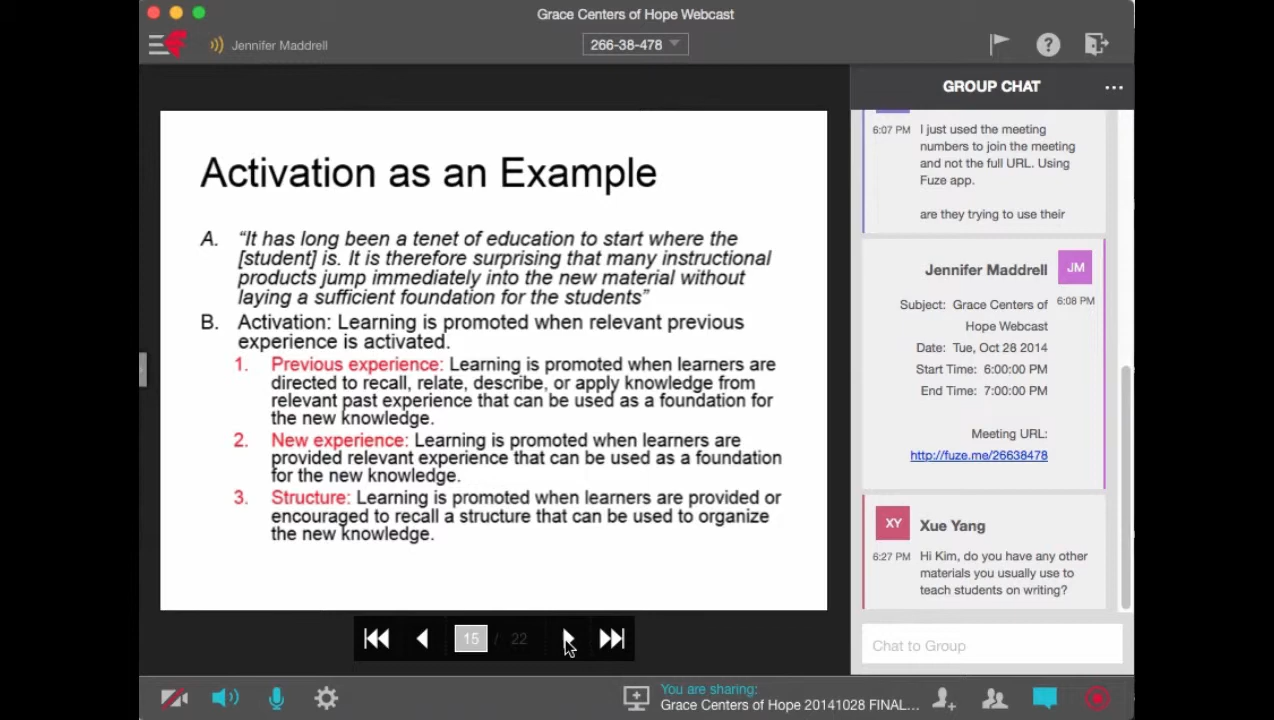 Grace Centers of Hope Webcast
Jennifer Maddrell
266-38-478
?
GROUP CHAT
Activation as an Example
A. “It has long been a tenet of education to start where the
[student] is. It is therefore surprising that many instructional
products jump immediately into the new material without
laying a sufficient foundation for the students”
B. Activation: Learning is promoted when relevant previous
experience is activated.
1. Previous experience: Learning is promoted when learners are
directed to recall, relate, describe, or apply knowledge from
relevant past experience that can be used as a foundation for
the new knowledge.
2. New experience: Learning is promoted when learners are
provided relevant experience that can be used as a foundation
for the new knowledge.
3. Structure: Learning is promoted when learners are provided or
encouraged to recall a structure that can be used to organize
the new knowledge.
15 / 22
6:07 PM I just used the meeting
numbers to join the meeting
and not the full URL. Using
Fuze app.
are they trying to use their
Jennifer Maddrell JM
Subject: Grace Centers of 6:08 PM
Hope Webcast
Date: Tue, Oct 28 2014
Start Time: 6:00:00 PM
End Time: 7:00:00 PM
Meeting URL:
http://fuze.me/26638478
XY Xue Yang
6:27 PM Hi Kim, do you have any other
materials you usually use to
teach students on writing?
Chat to Group
You are sharing:
Grace Centers of Hope 20141028 FINAL...